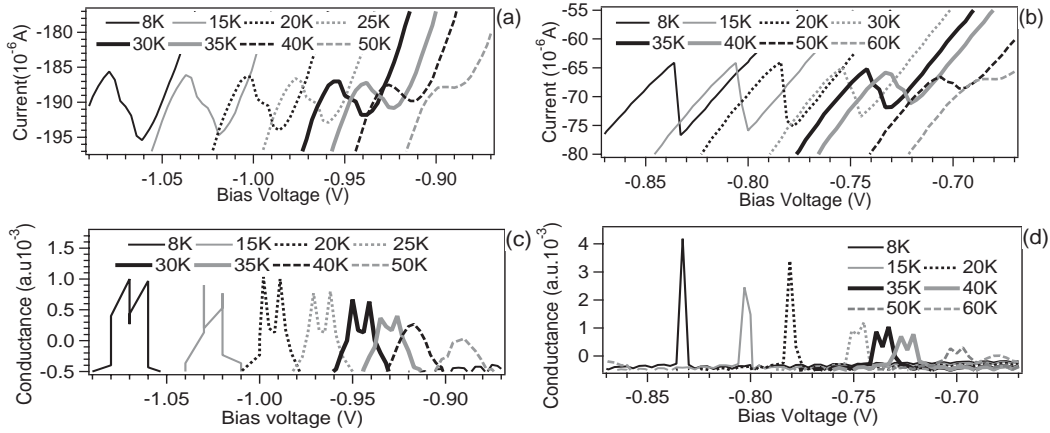 (a)
8K 15K 20K 25K
30K 35K 40K 50K
Current(10⁻⁶A)
-180
-185
-190
-195
-1.05 -1.00 -0.95 -0.90
Bias Voltage (V)
(b)
8K 15K 20K 30K
35K 40K 50K 60K
Current (10⁻⁶A)
-55
-60
-65
-70
-75
-80
-0.85 -0.80 -0.75 -0.70
Bias Voltage (V)
(c)
8K 15K 20K 25K
30K 35K 40K 50K
Conductance (a.u10⁻³)
1.5
1.0
0.5
0.0
-0.5
-1.05 -1.00 -0.95 -0.90
Bias voltage (V)
(d)
8K
15K 20K
35K 40K
50K 60K
Conductance (a.u.10⁻³)
4
3
2
1
0
-0.85 -0.80 -0.75 -0.70
Bias Voltage (V)